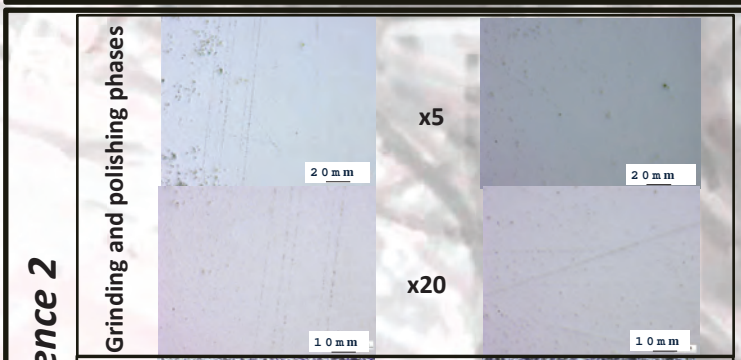 Grinding and polishing phases
x5
20mm
20mm
x20
10mm
10mm
ence 2